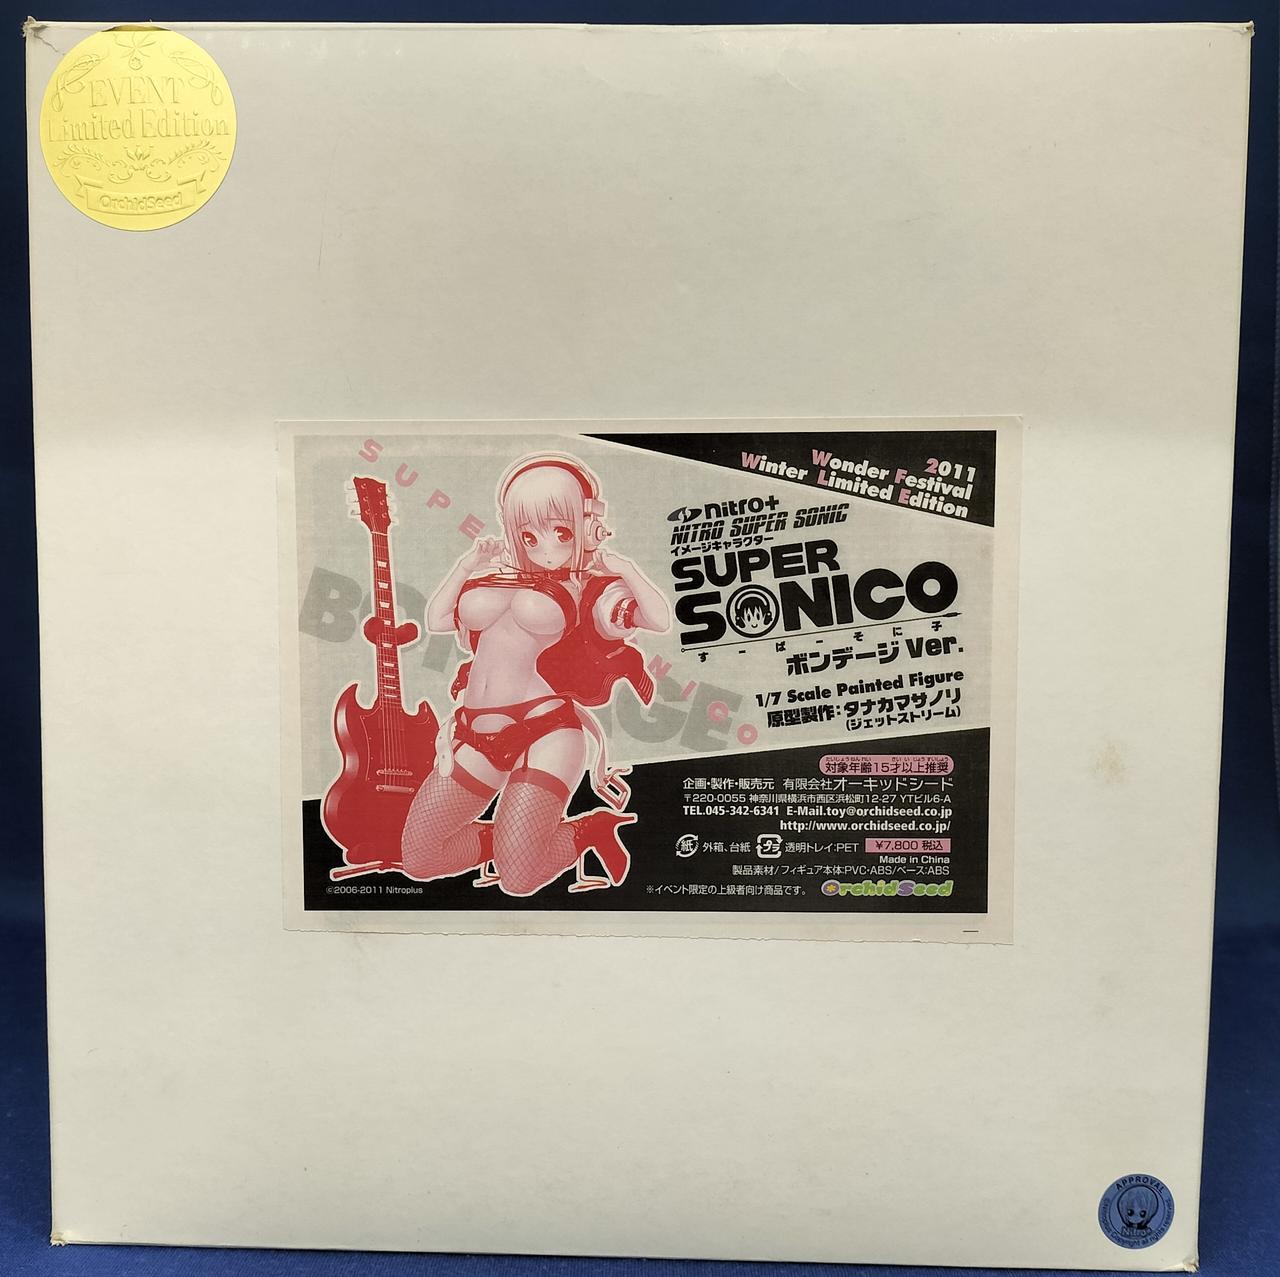 EVENT
Limited Edition
OrchidSeed
2011
Wonder Festival
Winter Limited Edition
nitro+
NITRO SUPER SONIC
イメージキャラクター
SUPER
SONICO
すーぱーそに子
ボンデージ Ver.
1/7 Scale Painted Figure
原型製作:タナカマサノリ
(ジェットストリーム)
SUPE
NICO
対象年齢15才以上推奨
企画・製作・販売元 有限会社オーキッドシード
〒220-0055 神奈川県横浜市西区浜松町12-27 YTビル6-A
TEL.045-342-6341 E-Mail.toy@orchidseed.co.jp
http://www.orchidseed.co.jp/
紙 外箱、台紙 プラ 透明トレイ:PET ¥7,800 税込
Made in China
製品素材/フィギュア本体:PVC・ABS/ベース:ABS
※イベント限定の上級者向け商品です。 OrchidSeed
©2006-2011 Nitroplus
APPROVAL
Nitro+